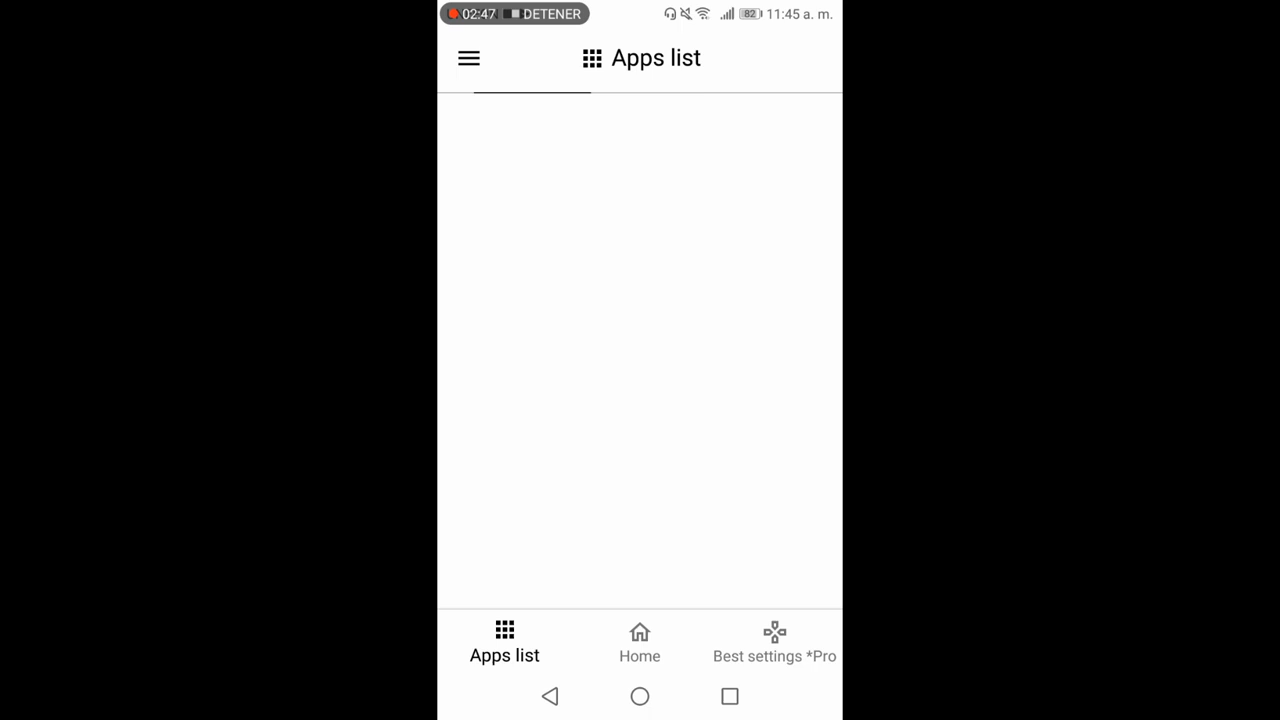 02:47 DETENER 82 11:45 a. m.
Apps list
Apps list Home Best settings *Pro